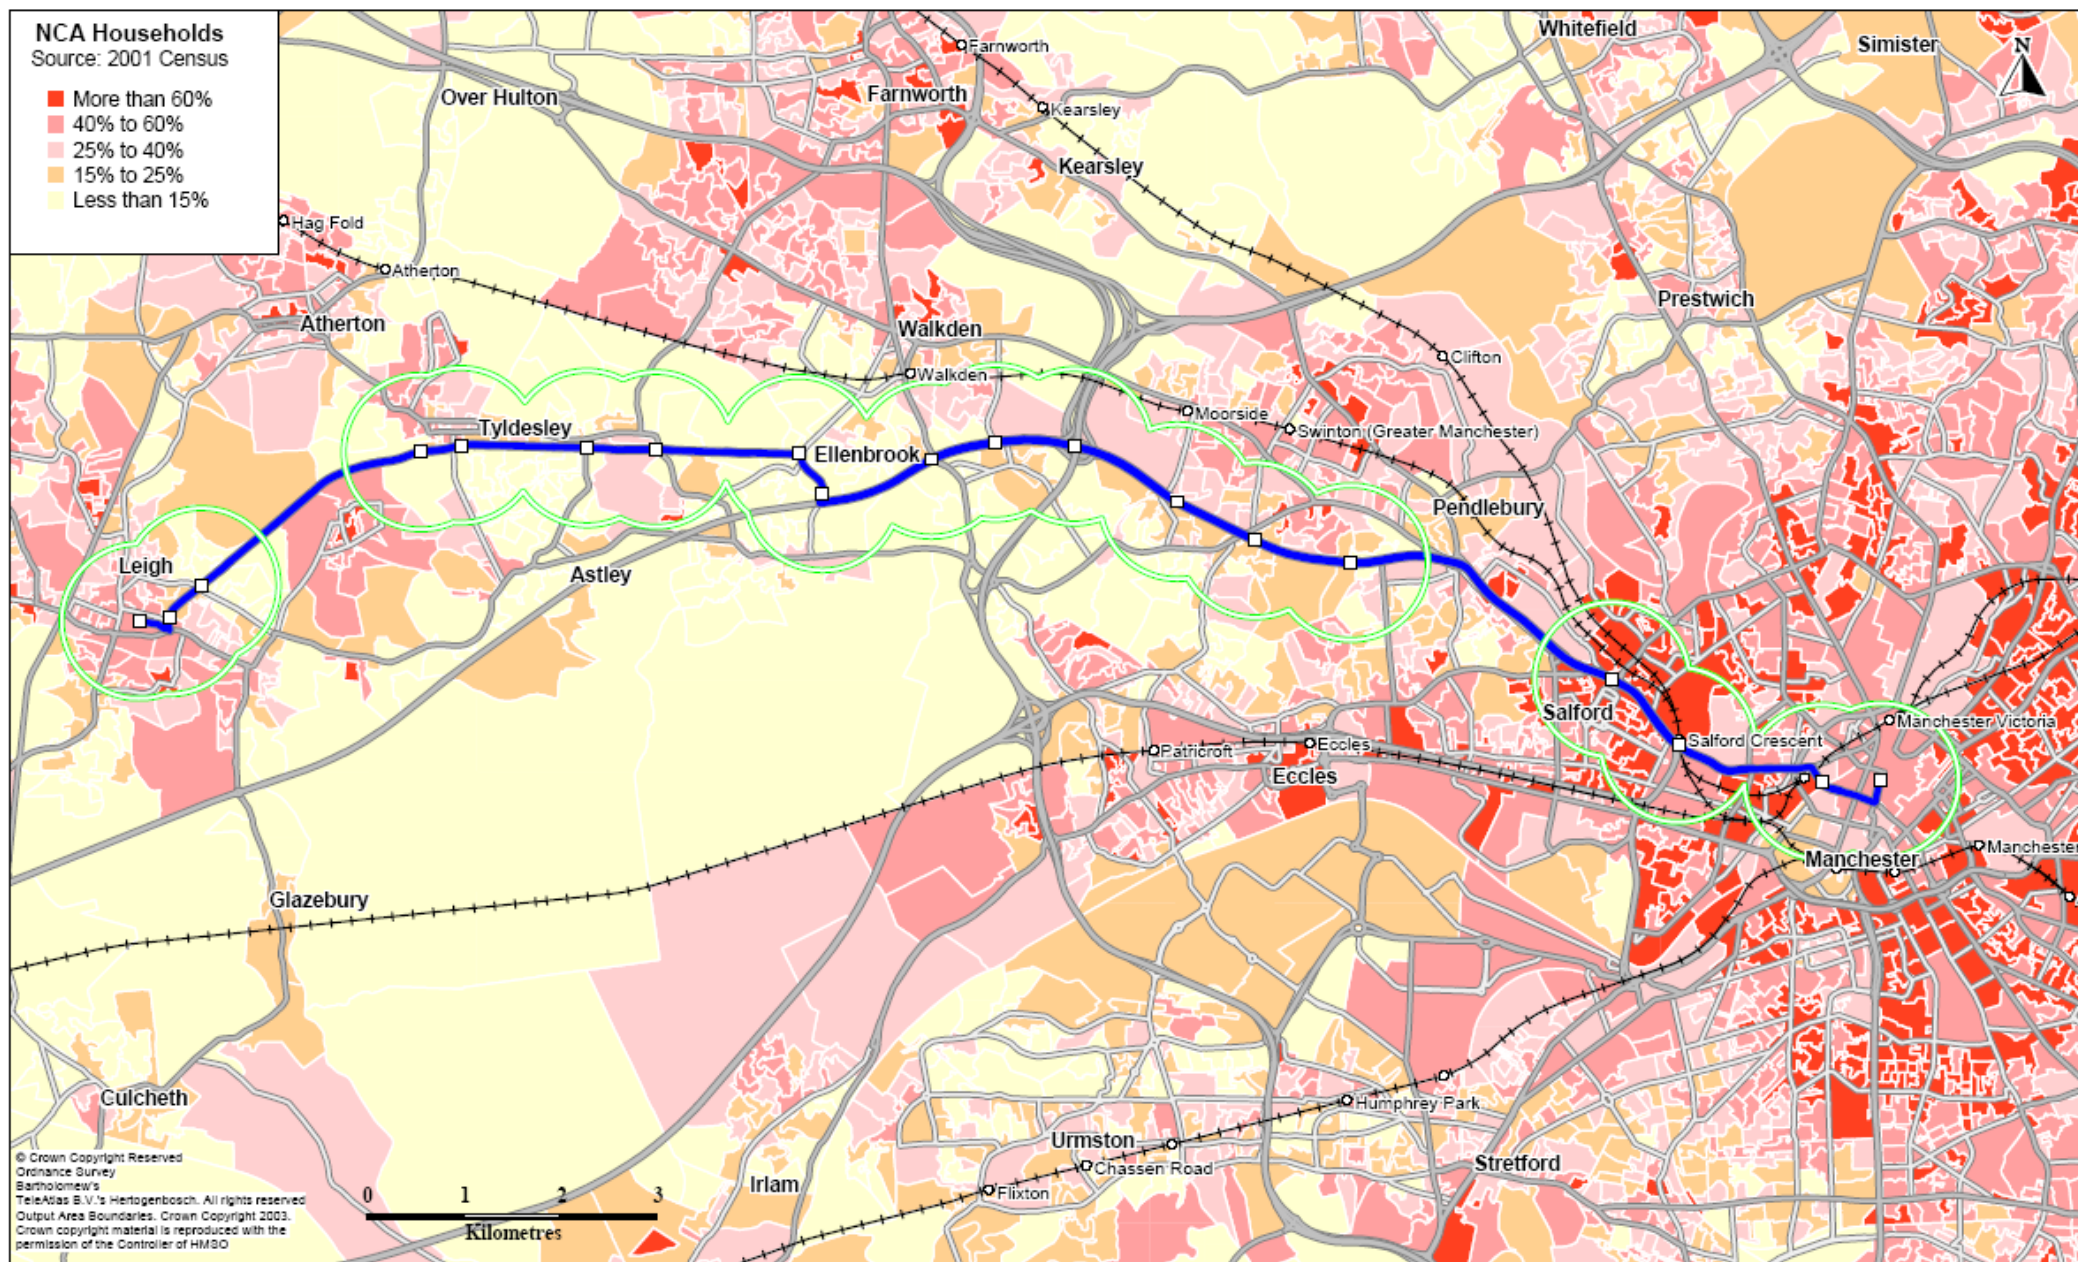 NCA Households
Source: 2001 Census
More than 60%
40% to 60%
25% to 40%
15% to 25%
Less than 15%
Whitefield
Simister
N
Farnworth
Over Hulton
Farnworth
Kearsley
Kearsley
Hag Fold
Atherton
Atherton
Prestwich
Walkden
Walkden
Clifton
Moorside
Swinton (Greater Manchester)
Tyldesley
Ellenbrook
Pendlebury
Leigh
Astley
Salford
Salford Crescent
Manchester Victoria
Patricroft
Eccles
Eccles
Manchester
Manchester
Glazebury
Culcheth
Humphrey Park
Urmston
Chassen Road
Stretford
Irlam
Flixton
© Crown Copyright Reserved
Ordnance Survey
Bartholomew's
TeleAtlas B.V.'s Hertogenbosch. All rights reserved
Output Area Boundaries. Crown Copyright 2003.
Crown copyright material is reproduced with the
permission of the Controller of HMSO
0 1 2 3
Kilometres